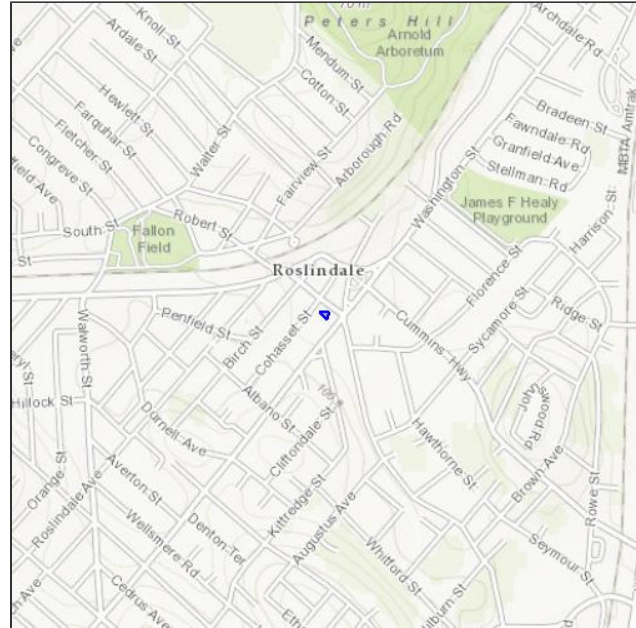 70 m
Peters Hill
Arnold
Arboretum
Archdale Rd
Knoll St
Ardale St
Mendum St
Cotton St
Hewlett St
Farquhar St
Fletcher St
Congreve St
Walter St
Fairview St
Arborough Rd
Washington St
Bradeen St
Fawndale Rd
Granfield Ave
Stellman Rd
MBTA Amtrak
James F Healy
Playground
Harrison St
South St
Fallon
Field
Robert St
St
Roslindale
Florence St
Sycamore St
Ridge St
Penfield St
Walworth St
Birch St
Cohasset St
Cummins Hwy
Hillock St
Albano St
Durnell Ave
Cliftondale St
Hawthorne St
Brown Ave
Rowe St
Orange St
Roslindale Ave
Averton St
Kittredge St
Augustus Ave
Wellsmere Rd
Denton Ter
Whitford St
Seymour St
Cedrus Ave